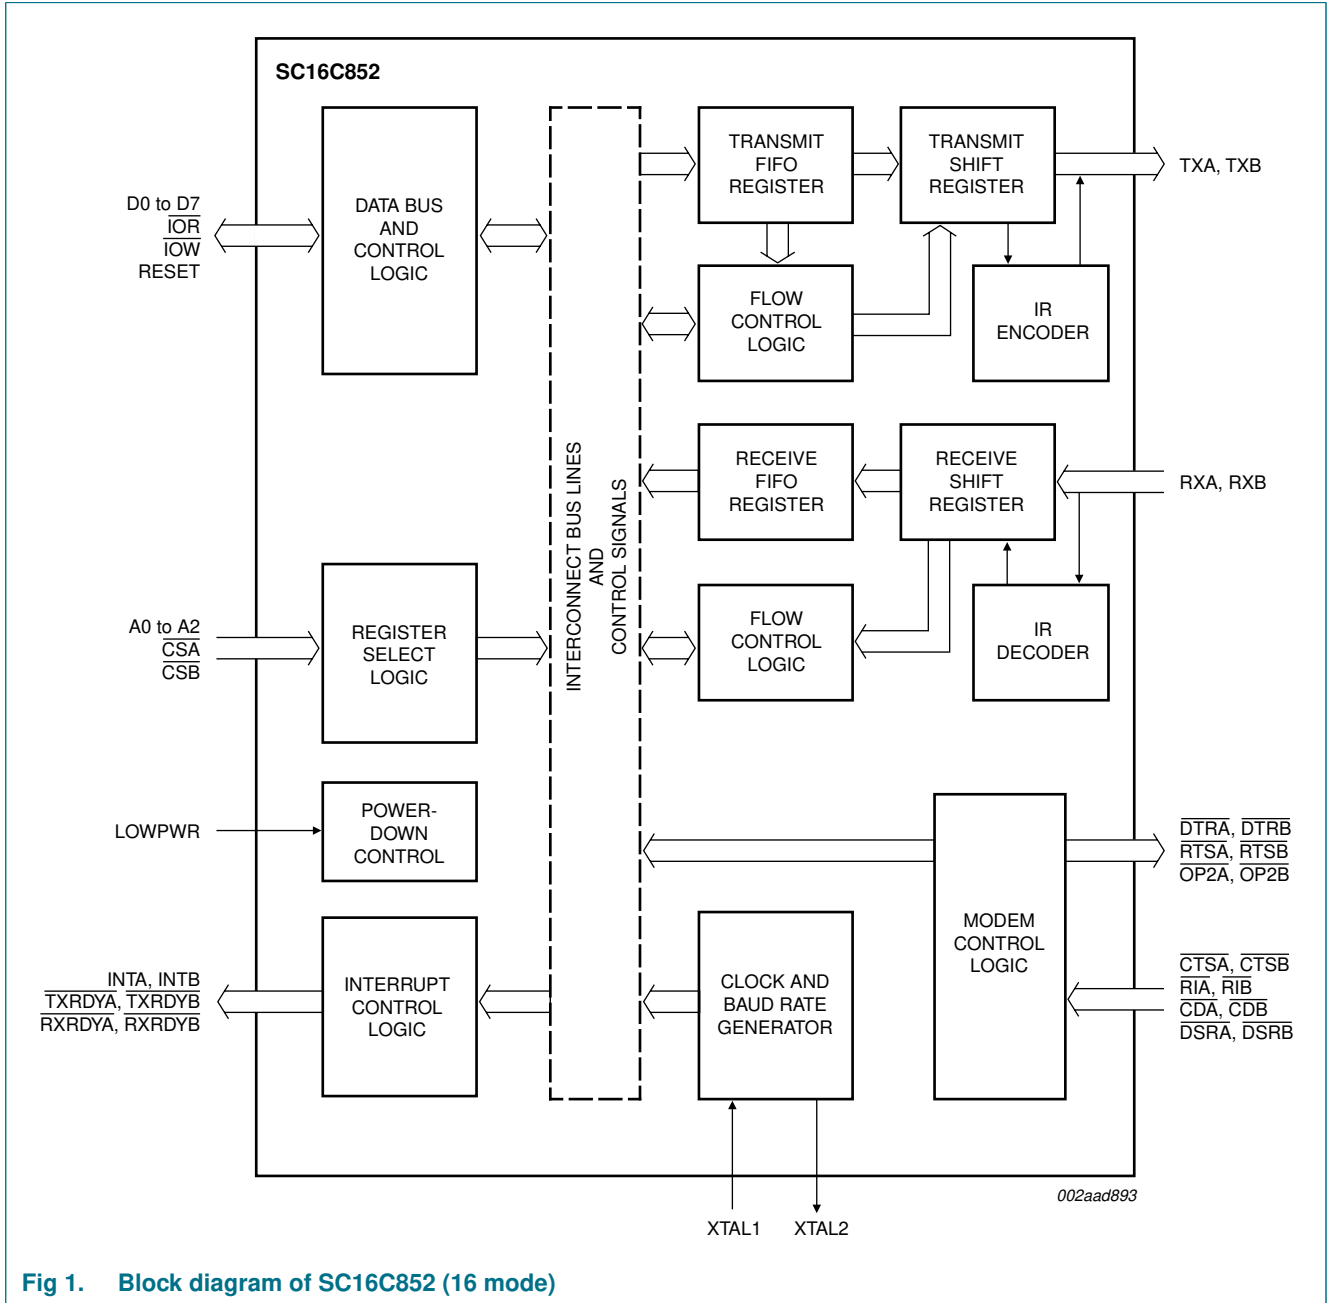 SC16C852
D0 to D7
IOR
IOW
RESET
DATA BUS
AND
CONTROL
LOGIC
TRANSMIT
FIFO
REGISTER
TRANSMIT
SHIFT
REGISTER
TXA, TXB
FLOW
CONTROL
LOGIC
IR
ENCODER
INTERCONNECT BUS LINES
AND
CONTROL SIGNALS
RECEIVE
FIFO
REGISTER
RECEIVE
SHIFT
REGISTER
RXA, RXB
A0 to A2
CSA
CSB
REGISTER
SELECT
LOGIC
FLOW
CONTROL
LOGIC
IR
DECODER
LOWPWR
POWER-
DOWN
CONTROL
DTRA, DTRB
RTSA, RTSB
OP2A, OP2B
MODEM
CONTROL
LOGIC
INTA, INTB
TXRDYA, TXRDYB
RXRDYA, RXRDYB
INTERRUPT
CONTROL
LOGIC
CLOCK AND
BAUD RATE
GENERATOR
CTSA, CTSB
RIA, RIB
CDA, CDB
DSRA, DSRB
002aad893
XTAL1 XTAL2
Fig 1. Block diagram of SC16C852 (16 mode)